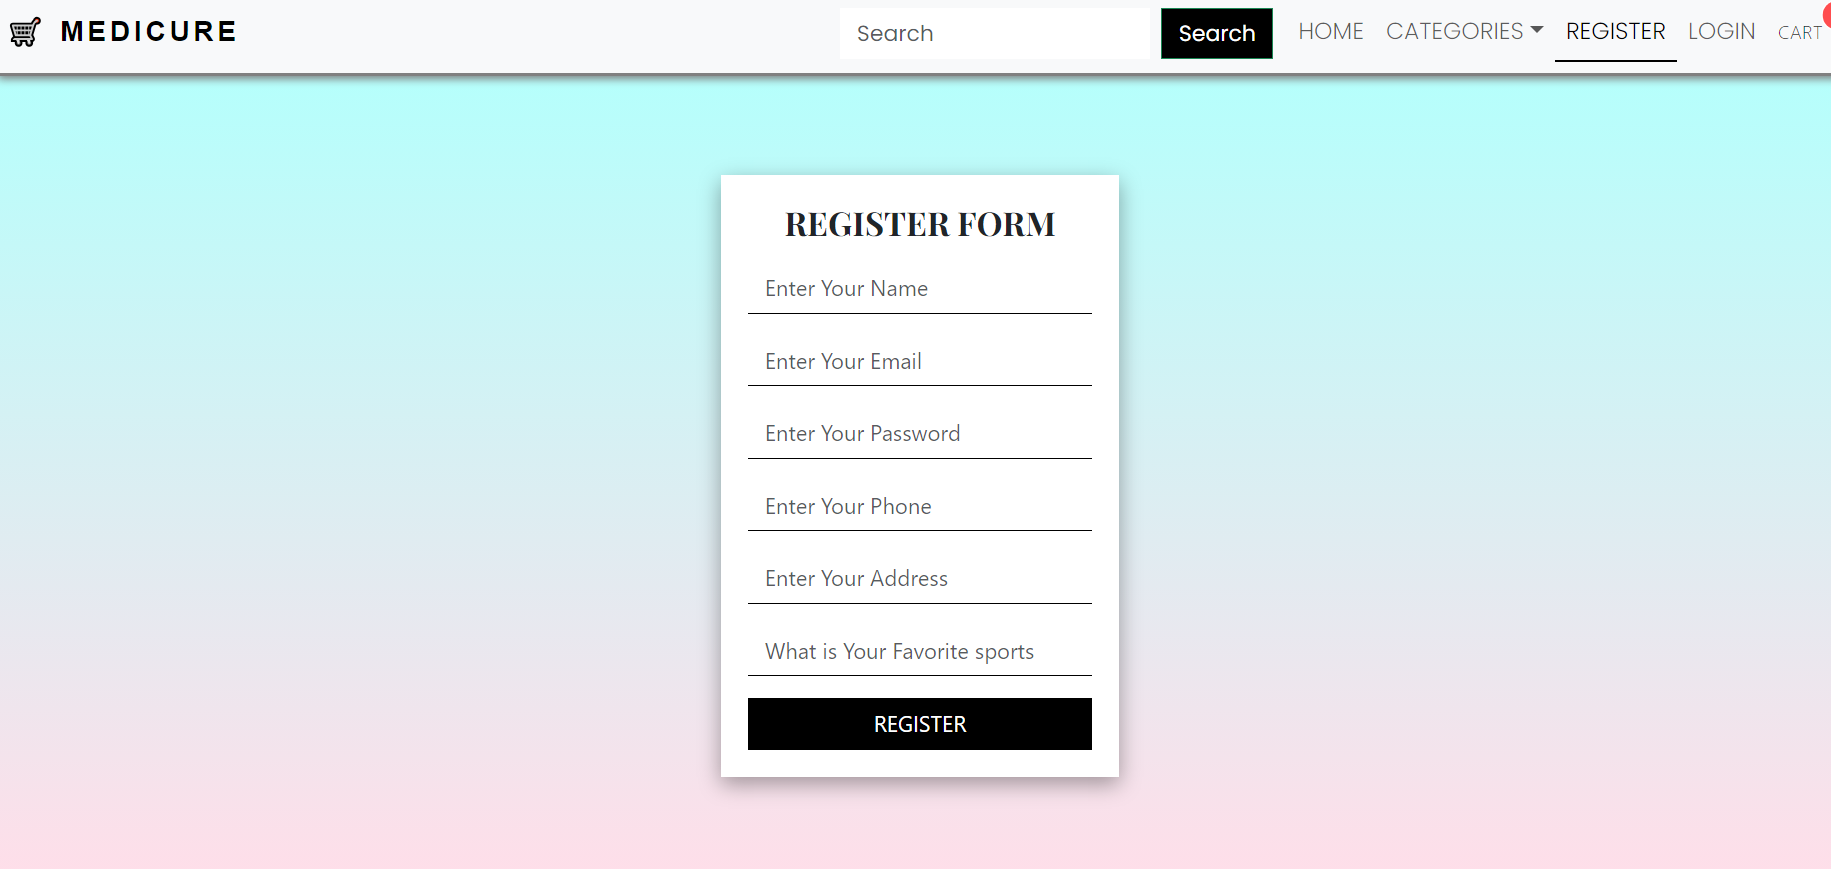 MEDICURE Search Search HOME CATEGORIES REGISTER LOGIN CART
REGISTER FORM
Enter Your Name
Enter Your Email
Enter Your Password
Enter Your Phone
Enter Your Address
What is Your Favorite sports
REGISTER